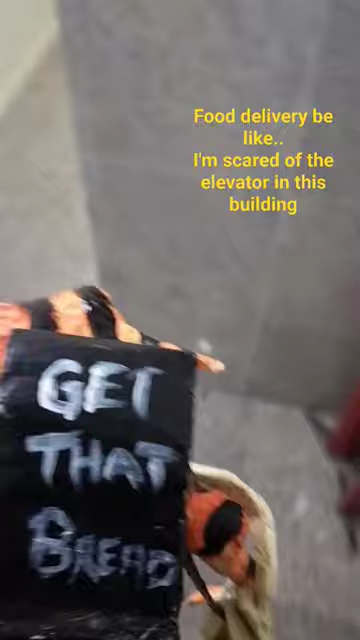 Food delivery be
like..
I'm scared of the
elevator in this
building
GET
THAT
BREAD